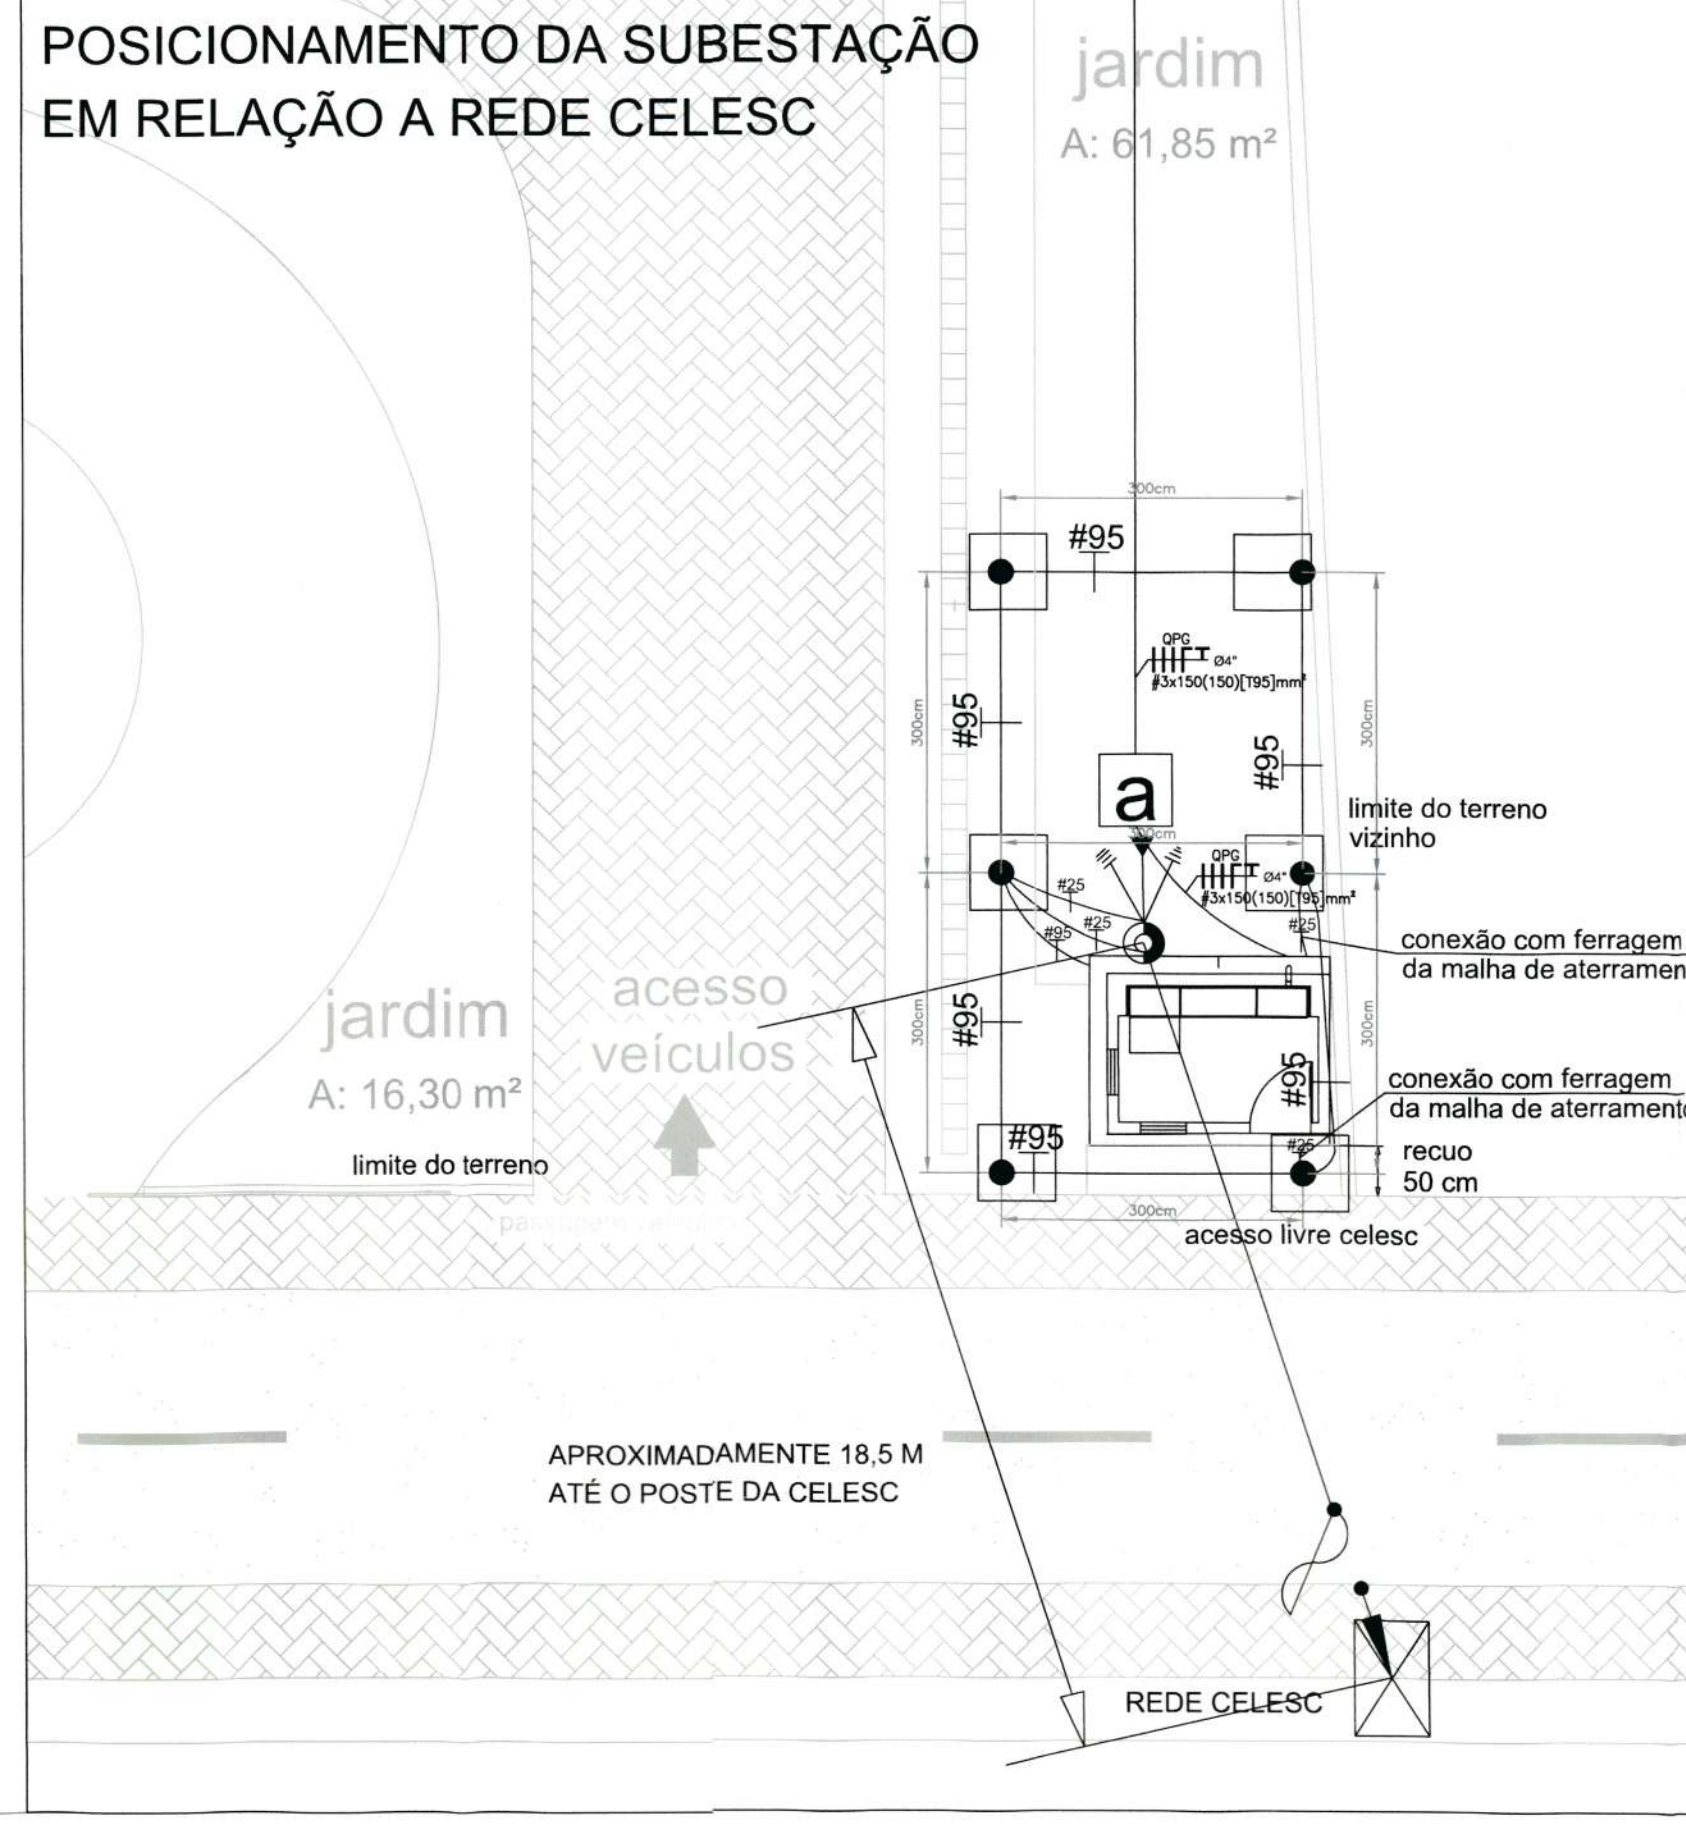 POSICIONAMENTO DA SUBESTAÇÃO
EM RELAÇÃO A REDE CELESC
jardim
A: 61,85 m²
300cm
#95
QPG
Ø4"
#3x150(150)[T95]mm²
300cm
#95
300cm
#95
a
limite do terreno
vizinho
300cm
QPG
Ø4"
#3x150(150)[T95]mm²
#25
#25
#95
#25
conexão com ferragem
da malha de aterramen
acesso
veículos
jardim
A: 16,30 m²
300cm
#95
300cm
#95
conexão com ferragem
da malha de aterramento
#95
#25
recuo
50 cm
limite do terreno
300cm
acesso livre celesc
APROXIMADAMENTE 18,5 M
ATÉ O POSTE DA CELESC
REDE CELESC